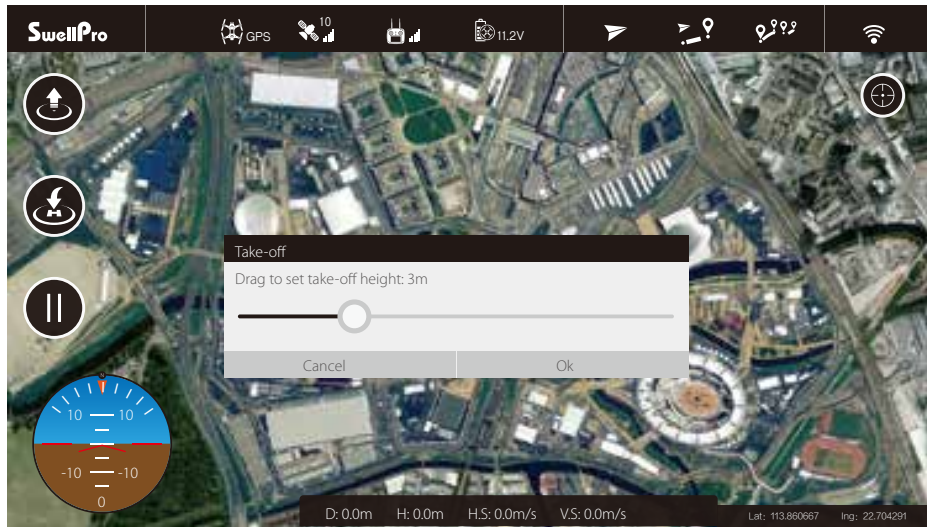 SwellPro
GPS
10
11.2V
Take-off
Drag to set take-off height: 3m
Cancel Ok
N
10 10
-10 -10
0
D: 0.0m H: 0.0m H.S: 0.0m/s V.S: 0.0m/s
Lat: 113.860667 lng: 22.704291